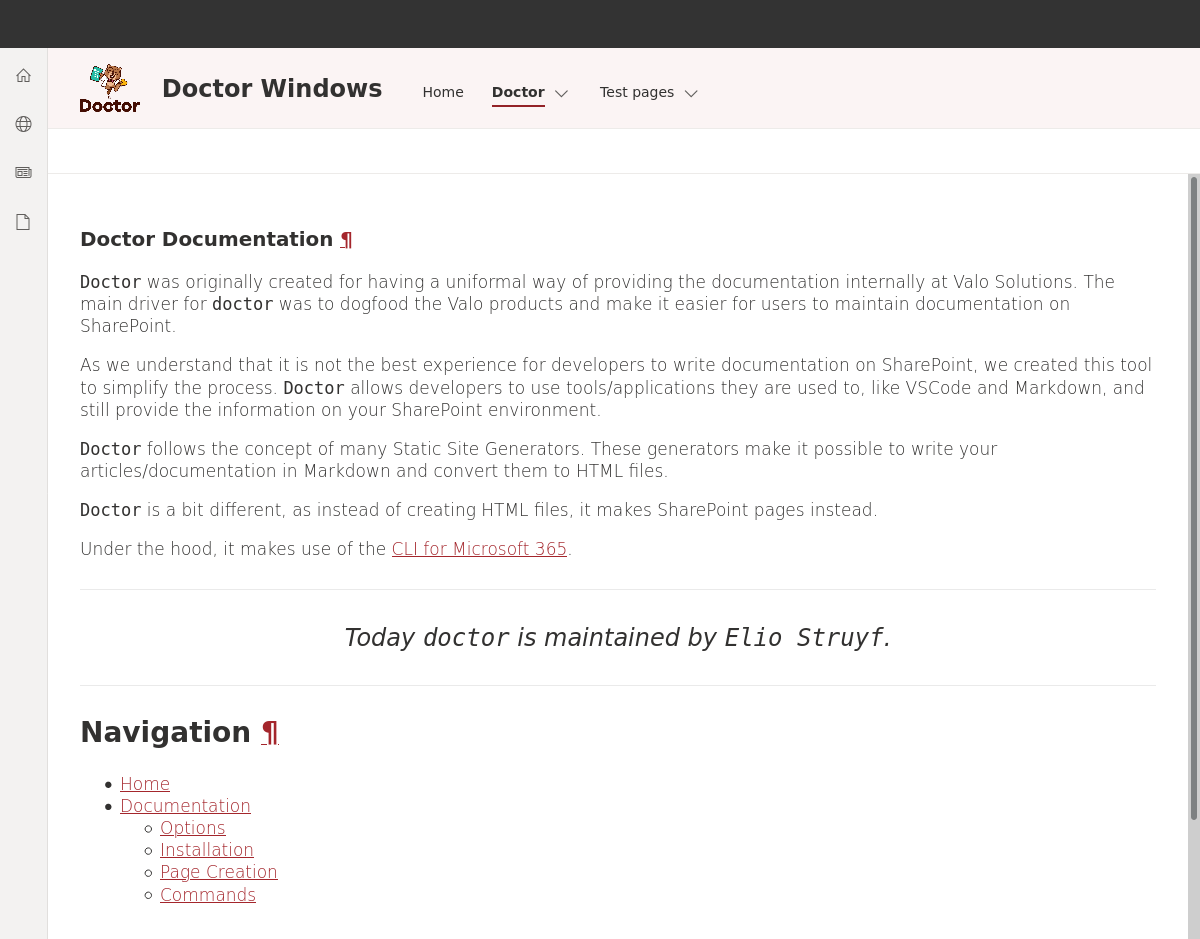 Doctor
Doctor Windows
Home
Doctor
Test pages
Doctor Documentation ¶
Doctor was originally created for having a uniformal way of providing the documentation internally at Valo Solutions. The
main driver for doctor was to dogfood the Valo products and make it easier for users to maintain documentation on
SharePoint.
As we understand that it is not the best experience for developers to write documentation on SharePoint, we created this tool
to simplify the process. Doctor allows developers to use tools/applications they are used to, like VSCode and Markdown, and
still provide the information on your SharePoint environment.
Doctor follows the concept of many Static Site Generators. These generators make it possible to write your
articles/documentation in Markdown and convert them to HTML files.
Doctor is a bit different, as instead of creating HTML files, it makes SharePoint pages instead.
Under the hood, it makes use of the CLI for Microsoft 365.
Today doctor is maintained by Elio Struyf.
Navigation ¶
Home
Documentation
Options
Installation
Page Creation
Commands